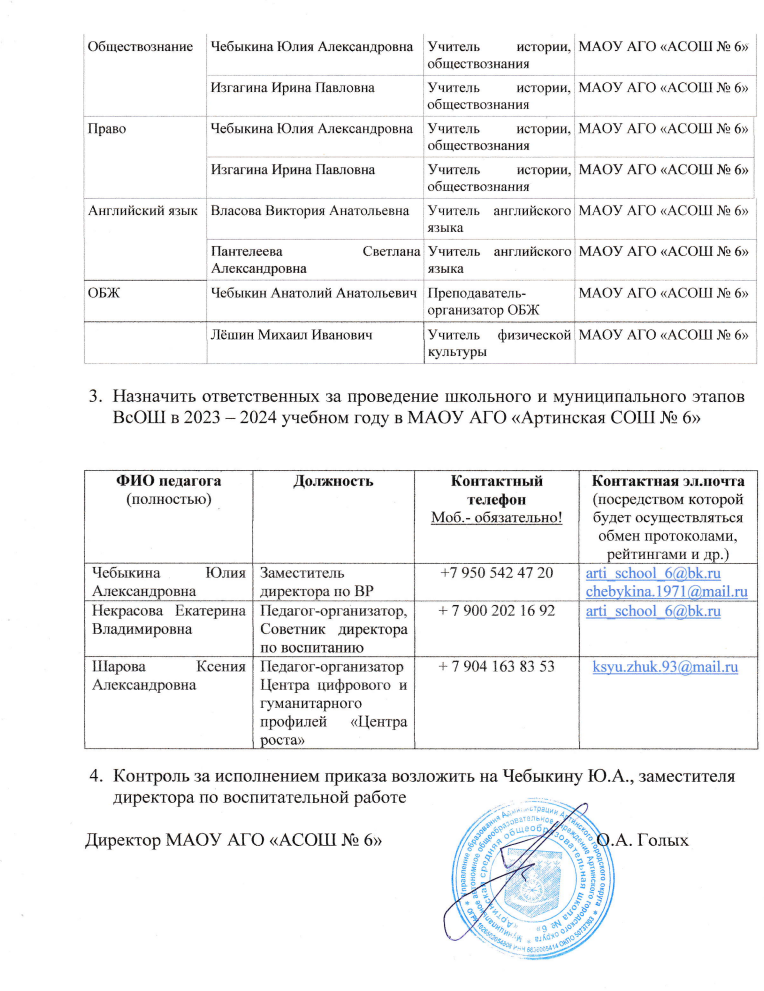 Обществознание Чебыкина Юлия Александровна Учитель истории, МАОУ АГО «АСОШ № 6»
обществознания
Изгагина Ирина Павловна Учитель истории, МАОУ АГО «АСОШ № 6»
обществознания
Право Чебыкина Юлия Александровна Учитель истории, МАОУ АГО «АСОШ № 6»
обществознания
Изгагина Ирина Павловна Учитель истории, МАОУ АГО «АСОШ № 6»
обществознания
Английский язык Власова Виктория Анатольевна Учитель английского МАОУ АГО «АСОШ № 6»
языка
Пантелеева Светлана Учитель английского МАОУ АГО «АСОШ № 6»
Александровна языка
ОБЖ Чебыкин Анатолий Анатольевич Преподаватель- МАОУ АГО «АСОШ № 6»
организатор ОБЖ
Лёшин Михаил Иванович Учитель физической МАОУ АГО «АСОШ № 6»
культуры
3. Назначить ответственных за проведение школьного и муниципального этапов
ВсОШ в 2023 – 2024 учебном году в МАОУ АГО «Артинская СОШ № 6»
ФИО педагога Должность Контактный Контактная эл.почта
(полностью) телефон (посредством которой
Моб.- обязательно! будет осуществляться
обмен протоколами,
рейтингами и др.)
Чебыкина Юлия Заместитель +7 950 542 47 20 arti_school_6@bk.ru
Александровна директора по ВР chebykina.1971@mail.ru
Некрасова Екатерина Педагог-организатор, + 7 900 202 16 92 arti_school_6@bk.ru
Владимировна Советник директора
по воспитанию
Шарова Ксения Педагог-организатор + 7 904 163 83 53 ksyu.zhuk.93@mail.ru
Александровна Центра цифрового и
гуманитарного
профилей «Центра
роста»
4. Контроль за исполнением приказа возложить на Чебыкину Ю.А., заместителя
директора по воспитательной работе
Директор МАОУ АГО «АСОШ № 6» О.А. Голых